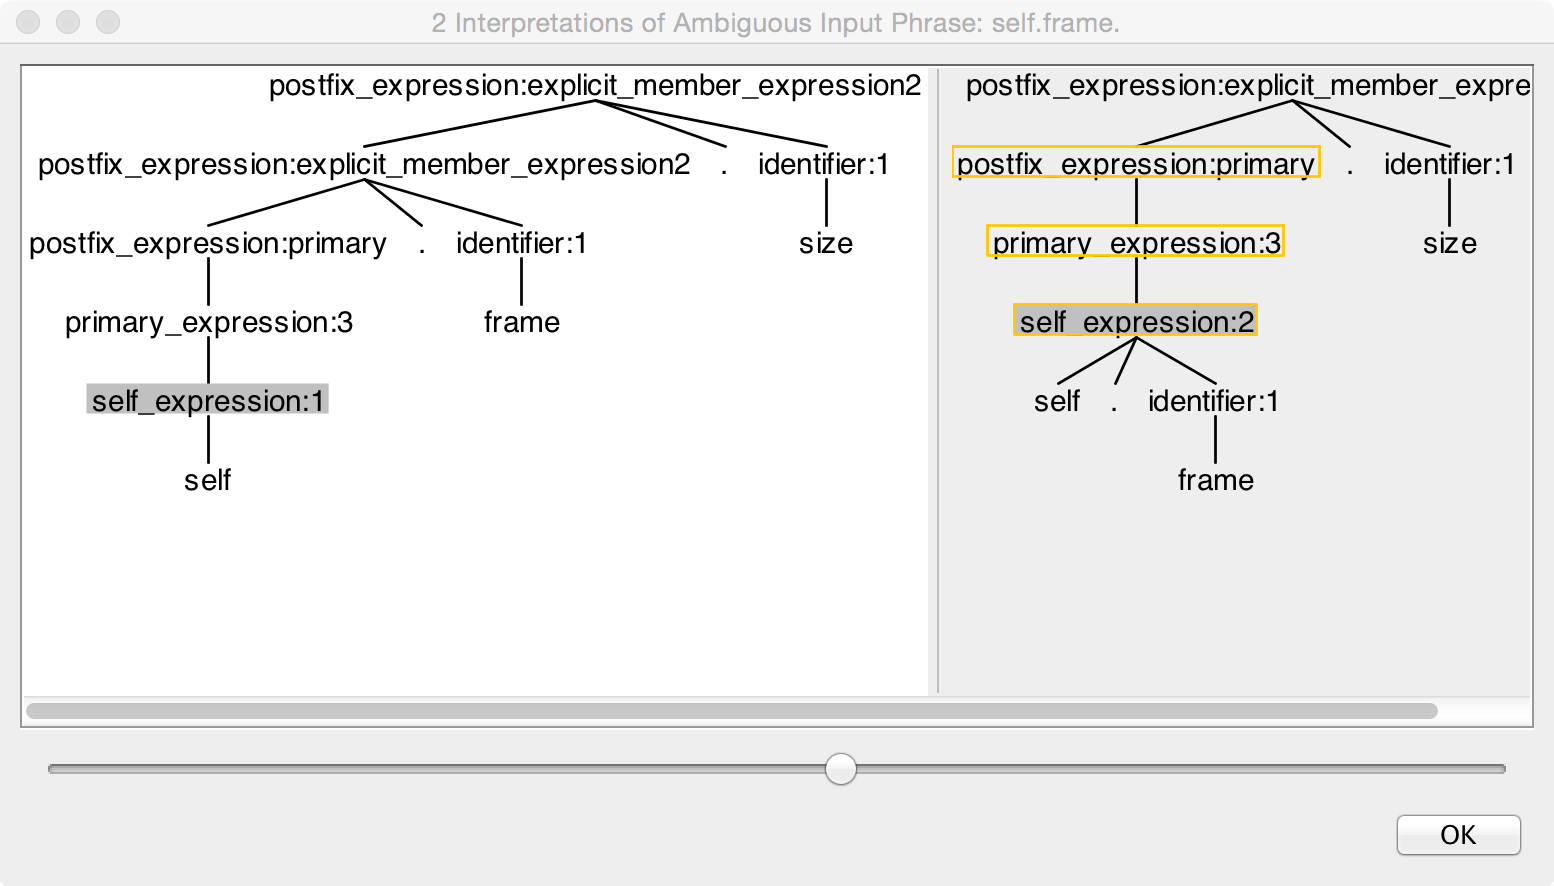 2 Interpretations of Ambiguous Input Phrase: self.frame.
postfix_expression:explicit_member_expression2
postfix_expression:explicit_member_expression2 . identifier:1
postfix_expression:primary . identifier:1 size
primary_expression:3 frame
self_expression:1
self
postfix_expression:explicit_member_expre
postfix_expression:primary . identifier:1
primary_expression:3 size
self_expression:2
self . identifier:1
frame
OK